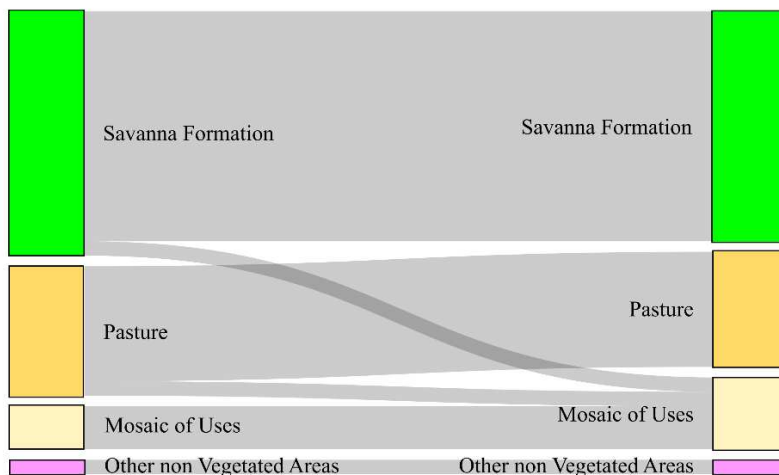 Savanna Formation
Savanna Formation
Pasture
Pasture
Mosaic of Uses
Mosaic of Uses
Other non Vegetated Areas
Other non Vegetated Areas